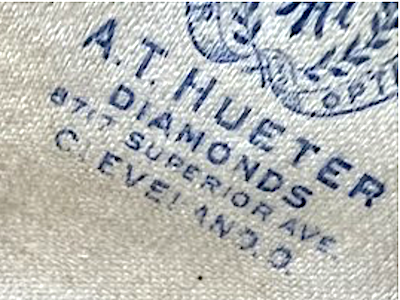 A.T. HUETER
DIAMONDS
8717 SUPERIOR AVE.
CLEVELAND.O.